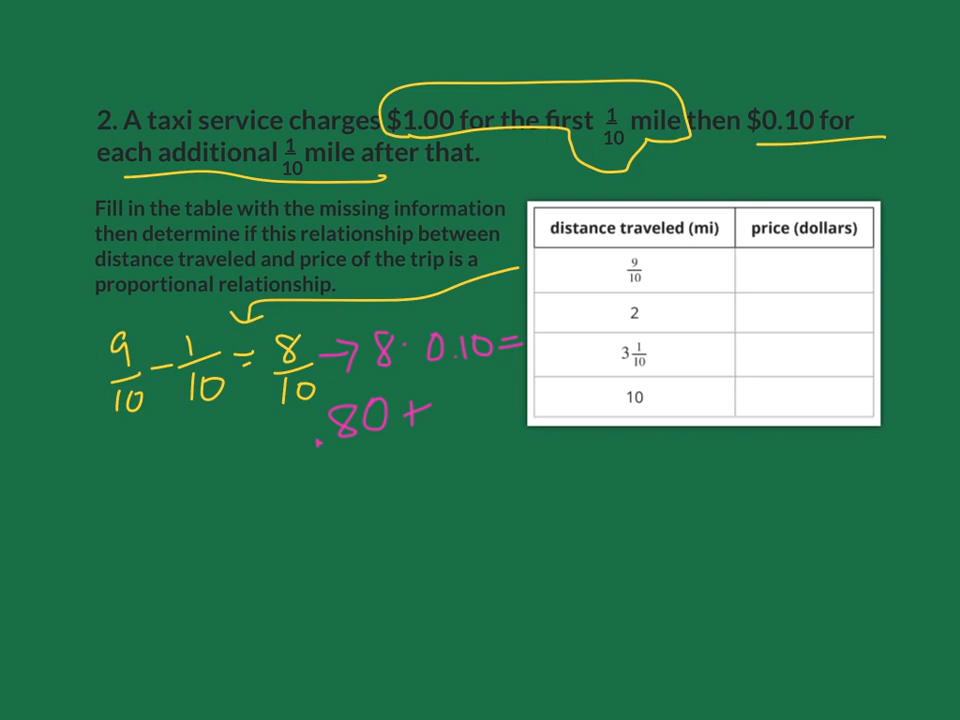 2. A taxi service charges $1.00 for the first 1/10 mile then $0.10 for
each additional 1/10 mile after that.
Fill in the table with the missing information
then determine if this relationship between
distance traveled and price of the trip is a
proportional relationship.
distance traveled (mi) price (dollars)
9/10
2
3 1/10
10
9/10 - 1/10 = 8/10 → 8 · 0.10 =
.80 +